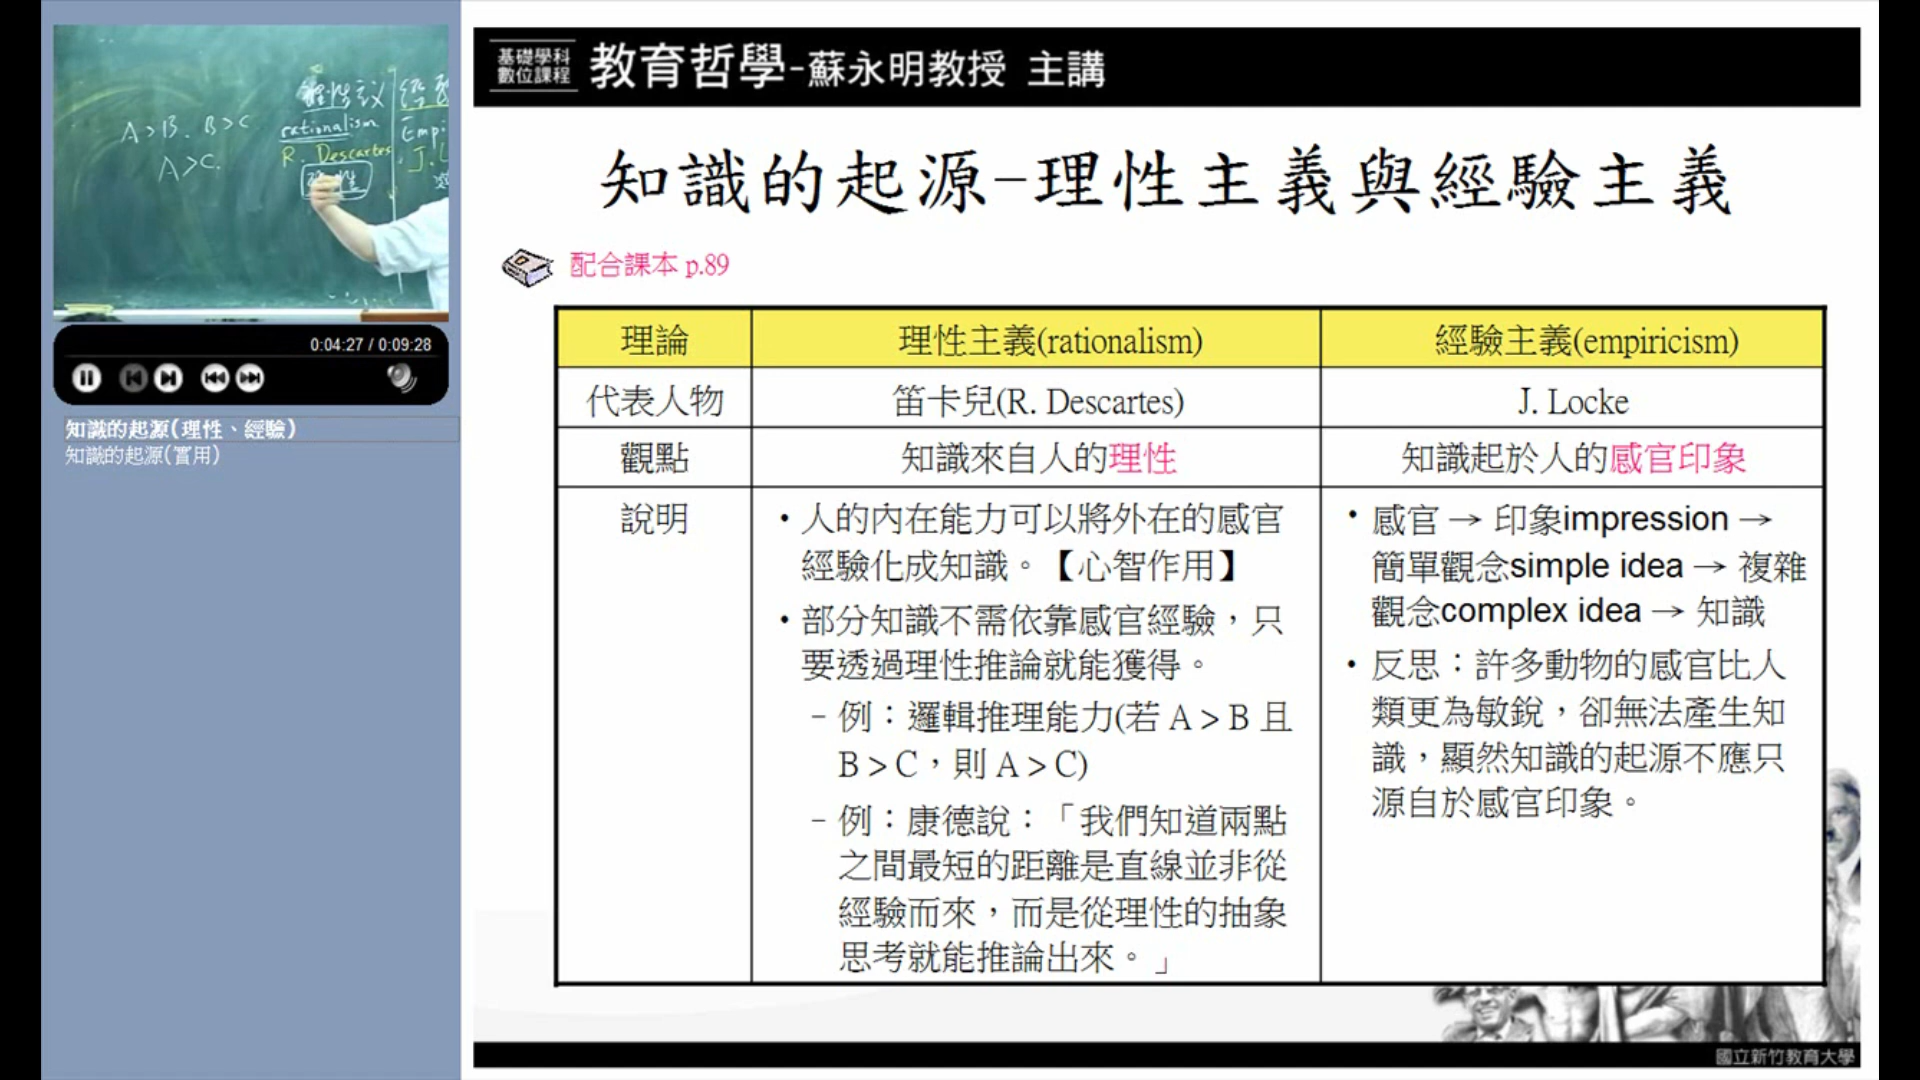 基礎學科
數位課程
教育哲學-蘇永明教授 主講
A>B. B>C
A>C.
rationalism
R. Descartes
0:04:27 / 0:09:28
知識的起源(理性、經驗)
知識的起源(實用)
知識的起源-理性主義與經驗主義
配合課本 p.89
理論
理性主義(rationalism)
經驗主義(empiricism)
代表人物
笛卡兒(R. Descartes)
J. Locke
觀點
知識來自人的理性
知識起於人的感官印象
說明
•人的內在能力可以將外在的感官
經驗化成知識。【心智作用】
•部分知識不需依靠感官經驗，只
要透過理性推論就能獲得。
–例：邏輯推理能力(若 A > B 且
B > C，則 A > C)
–例：康德說：「我們知道兩點
之間最短的距離是直線並非從
經驗而來，而是從理性的抽象
思考就能推論出來。」
•感官 → 印象impression →
簡單觀念simple idea → 複雜
觀念complex idea → 知識
•反思：許多動物的感官比人
類更為敏銳，卻無法產生知
識，顯然知識的起源不應只
源自於感官印象。
國立新竹教育大學